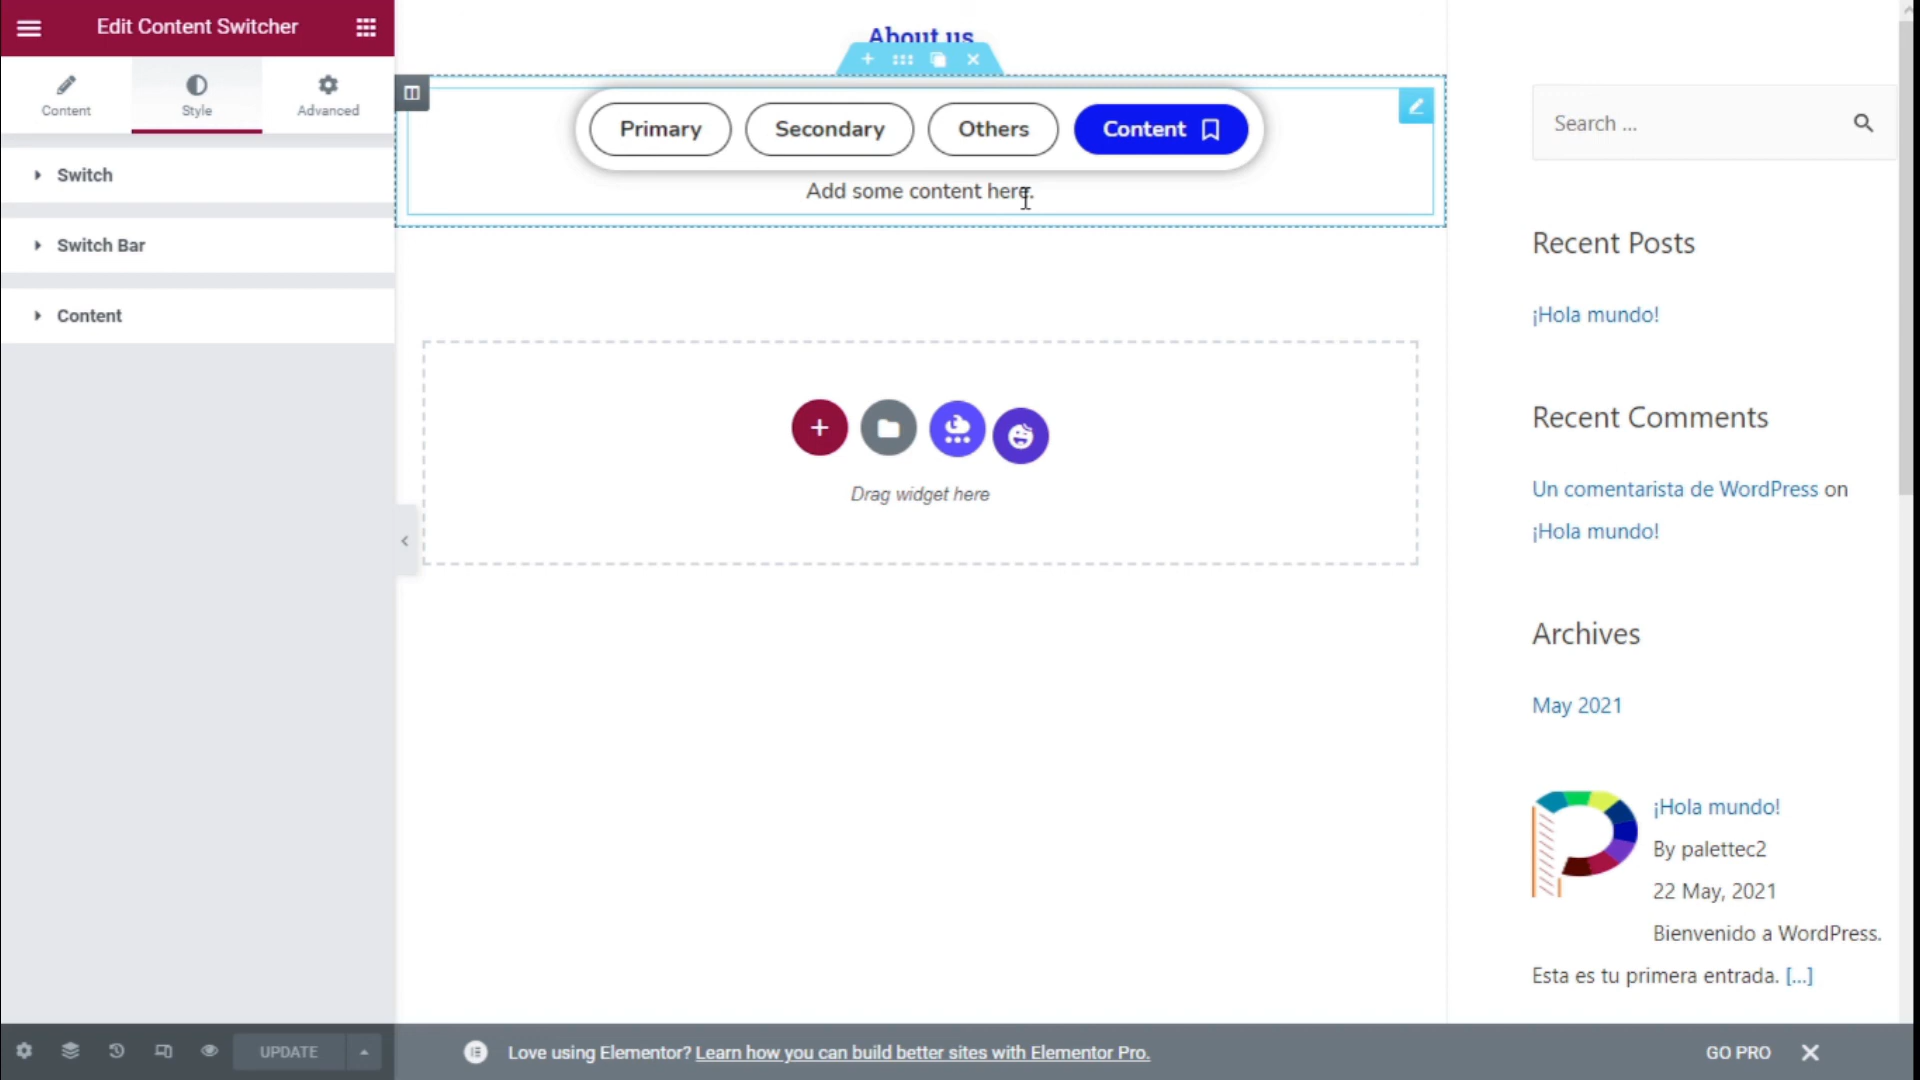 Edit Content Switcher
Content
Style
Advanced
Switch
Switch Bar
Content
UPDATE
About us
Primary
Secondary
Others
Content
Add some content here.
Drag widget here
Search ...
Recent Posts
¡Hola mundo!
Recent Comments
Un comentarista de WordPress on
¡Hola mundo!
Archives
May 2021
¡Hola mundo!
By palettec2
22 May, 2021
Bienvenido a WordPress.
Esta es tu primera entrada. [...]
Love using Elementor? Learn how you can build better sites with Elementor Pro.
GO PRO